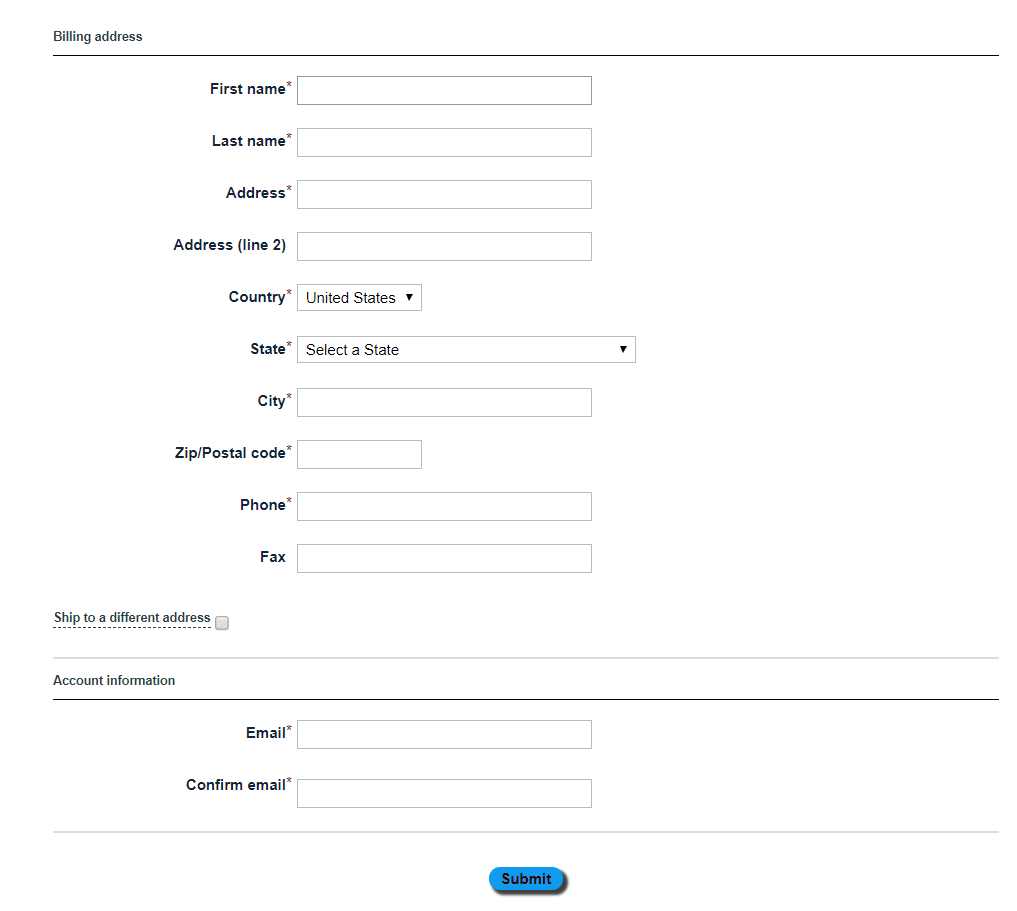 Billing address
First name*
Last name*
Address*
Address (line 2)
Country* United States
State* Select a State
City*
Zip/Postal code*
Phone*
Fax
Ship to a different address
Account information
Email*
Confirm email*
Submit